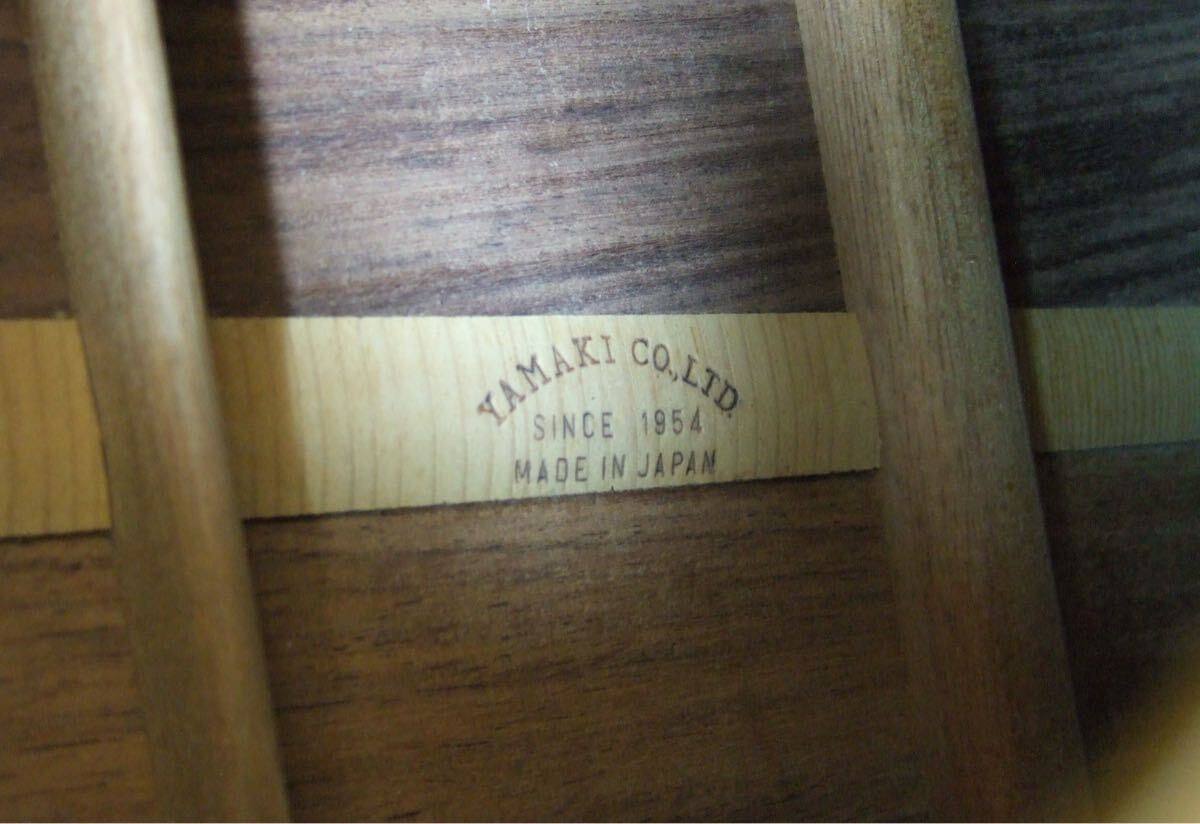 YAMAKI CO.,LTD.
SINCE 1954
MADE IN JAPAN